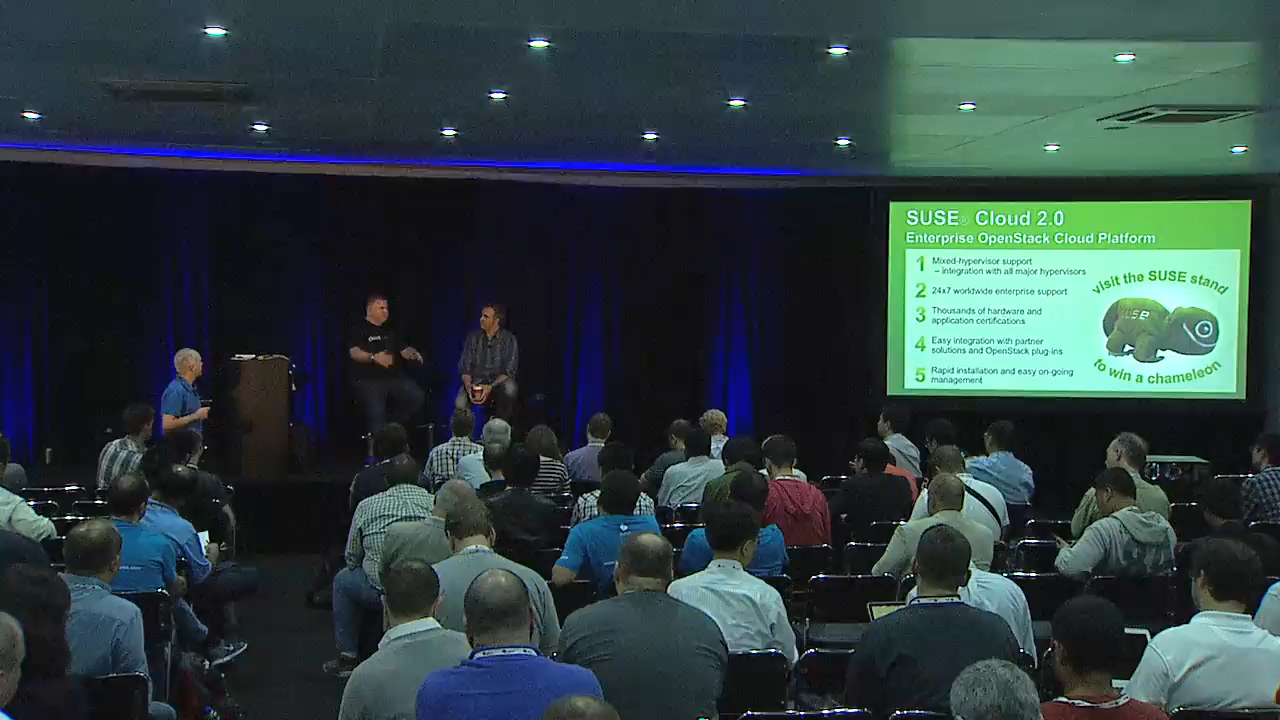 SUSE® Cloud 2.0
Enterprise OpenStack Cloud Platform
1 Mixed-hypervisor support
– integration with all major hypervisors
2 24x7 worldwide enterprise support
3 Thousands of hardware and
application certifications
4 Easy integration with partner
solutions and OpenStack plug-ins
5 Rapid installation and easy on-going
management
visit the SUSE stand
SUSE
to win a chameleon